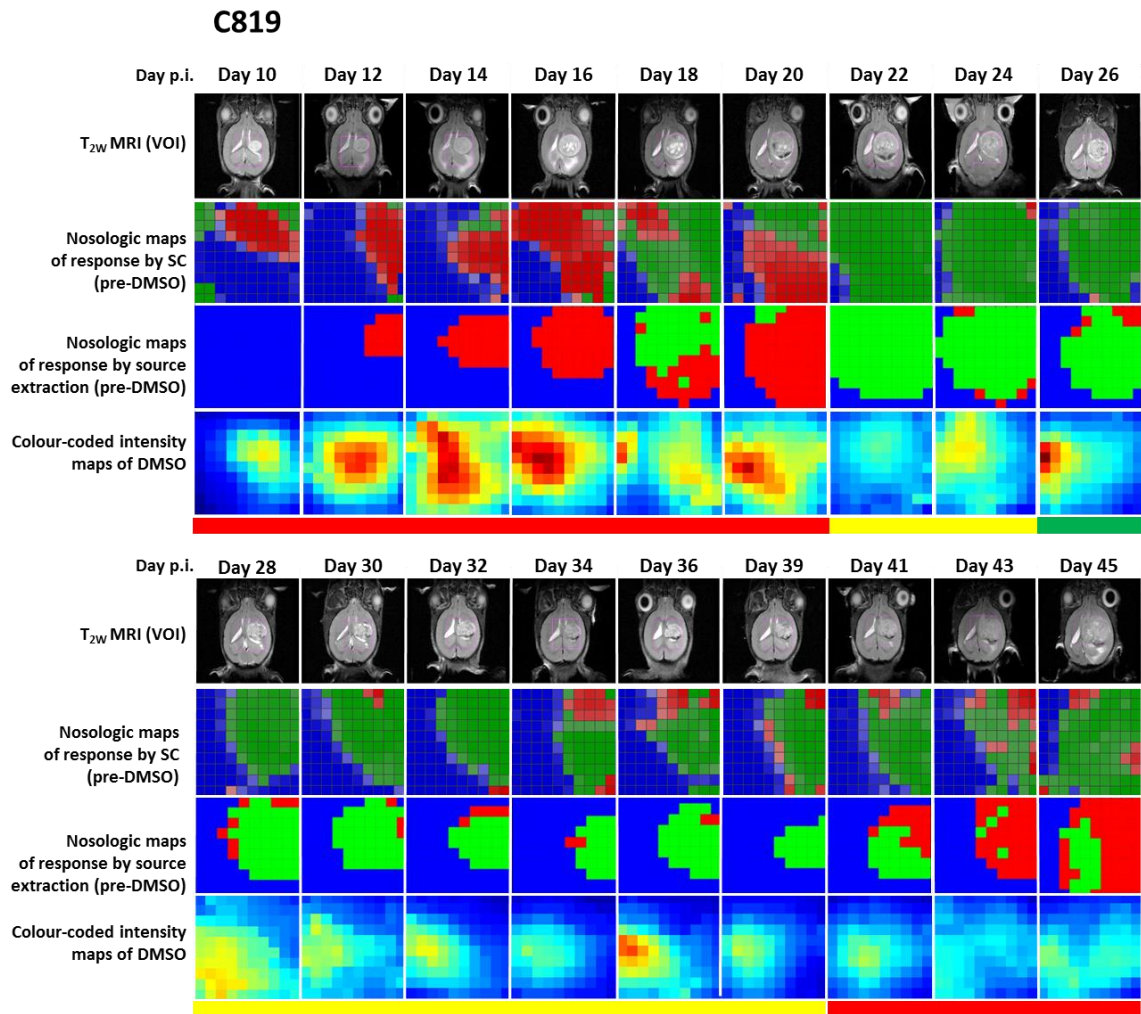 C819
Day p.i. Day 10 Day 12 Day 14 Day 16 Day 18 Day 20 Day 22 Day 24 Day 26
T2W MRI (VOI)
Nosologic maps
of response by SC
(pre-DMSO)
Nosologic maps
of response by source
extraction (pre-DMSO)
Colour-coded intensity
maps of DMSO
Day p.i. Day 28 Day 30 Day 32 Day 34 Day 36 Day 39 Day 41 Day 43 Day 45
T2W MRI (VOI)
Nosologic maps
of response by SC
(pre-DMSO)
Nosologic maps
of response by source
extraction (pre-DMSO)
Colour-coded intensity
maps of DMSO